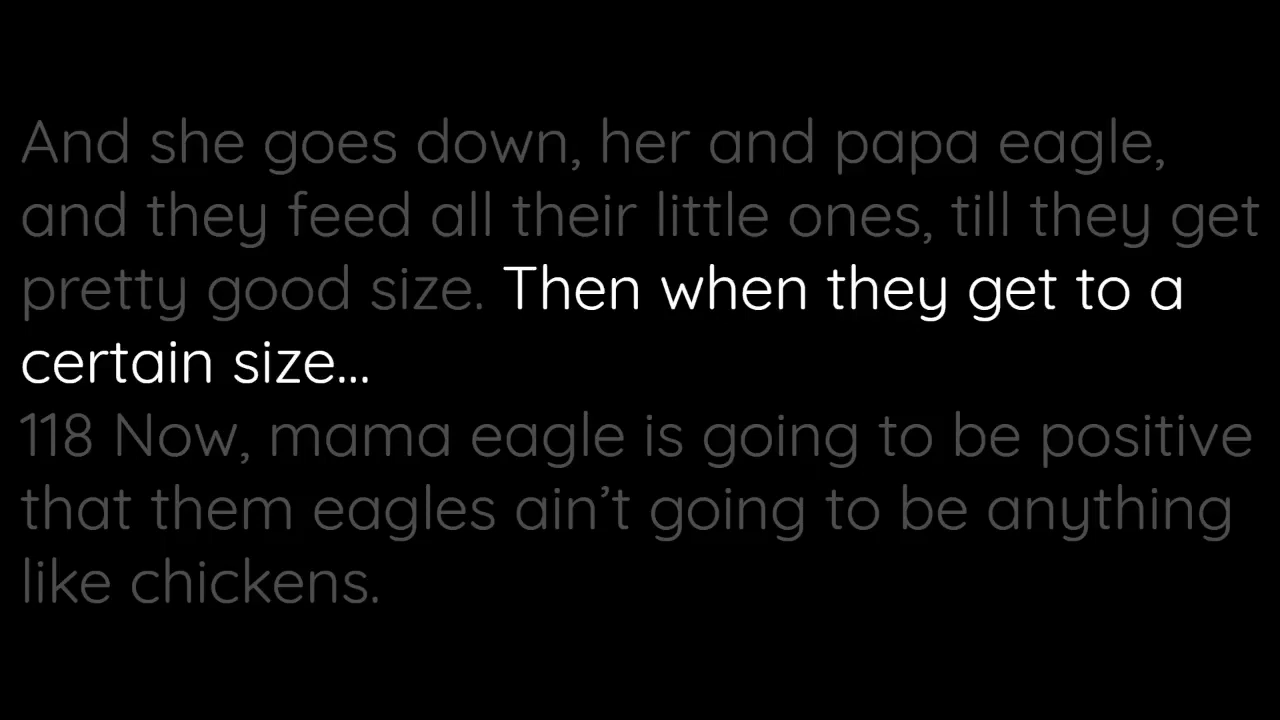 And she goes down, her and papa eagle,
and they feed all their little ones, till they get
pretty good size. Then when they get to a
certain size...
118 Now, mama eagle is going to be positive
that them eagles ain’t going to be anything
like chickens.